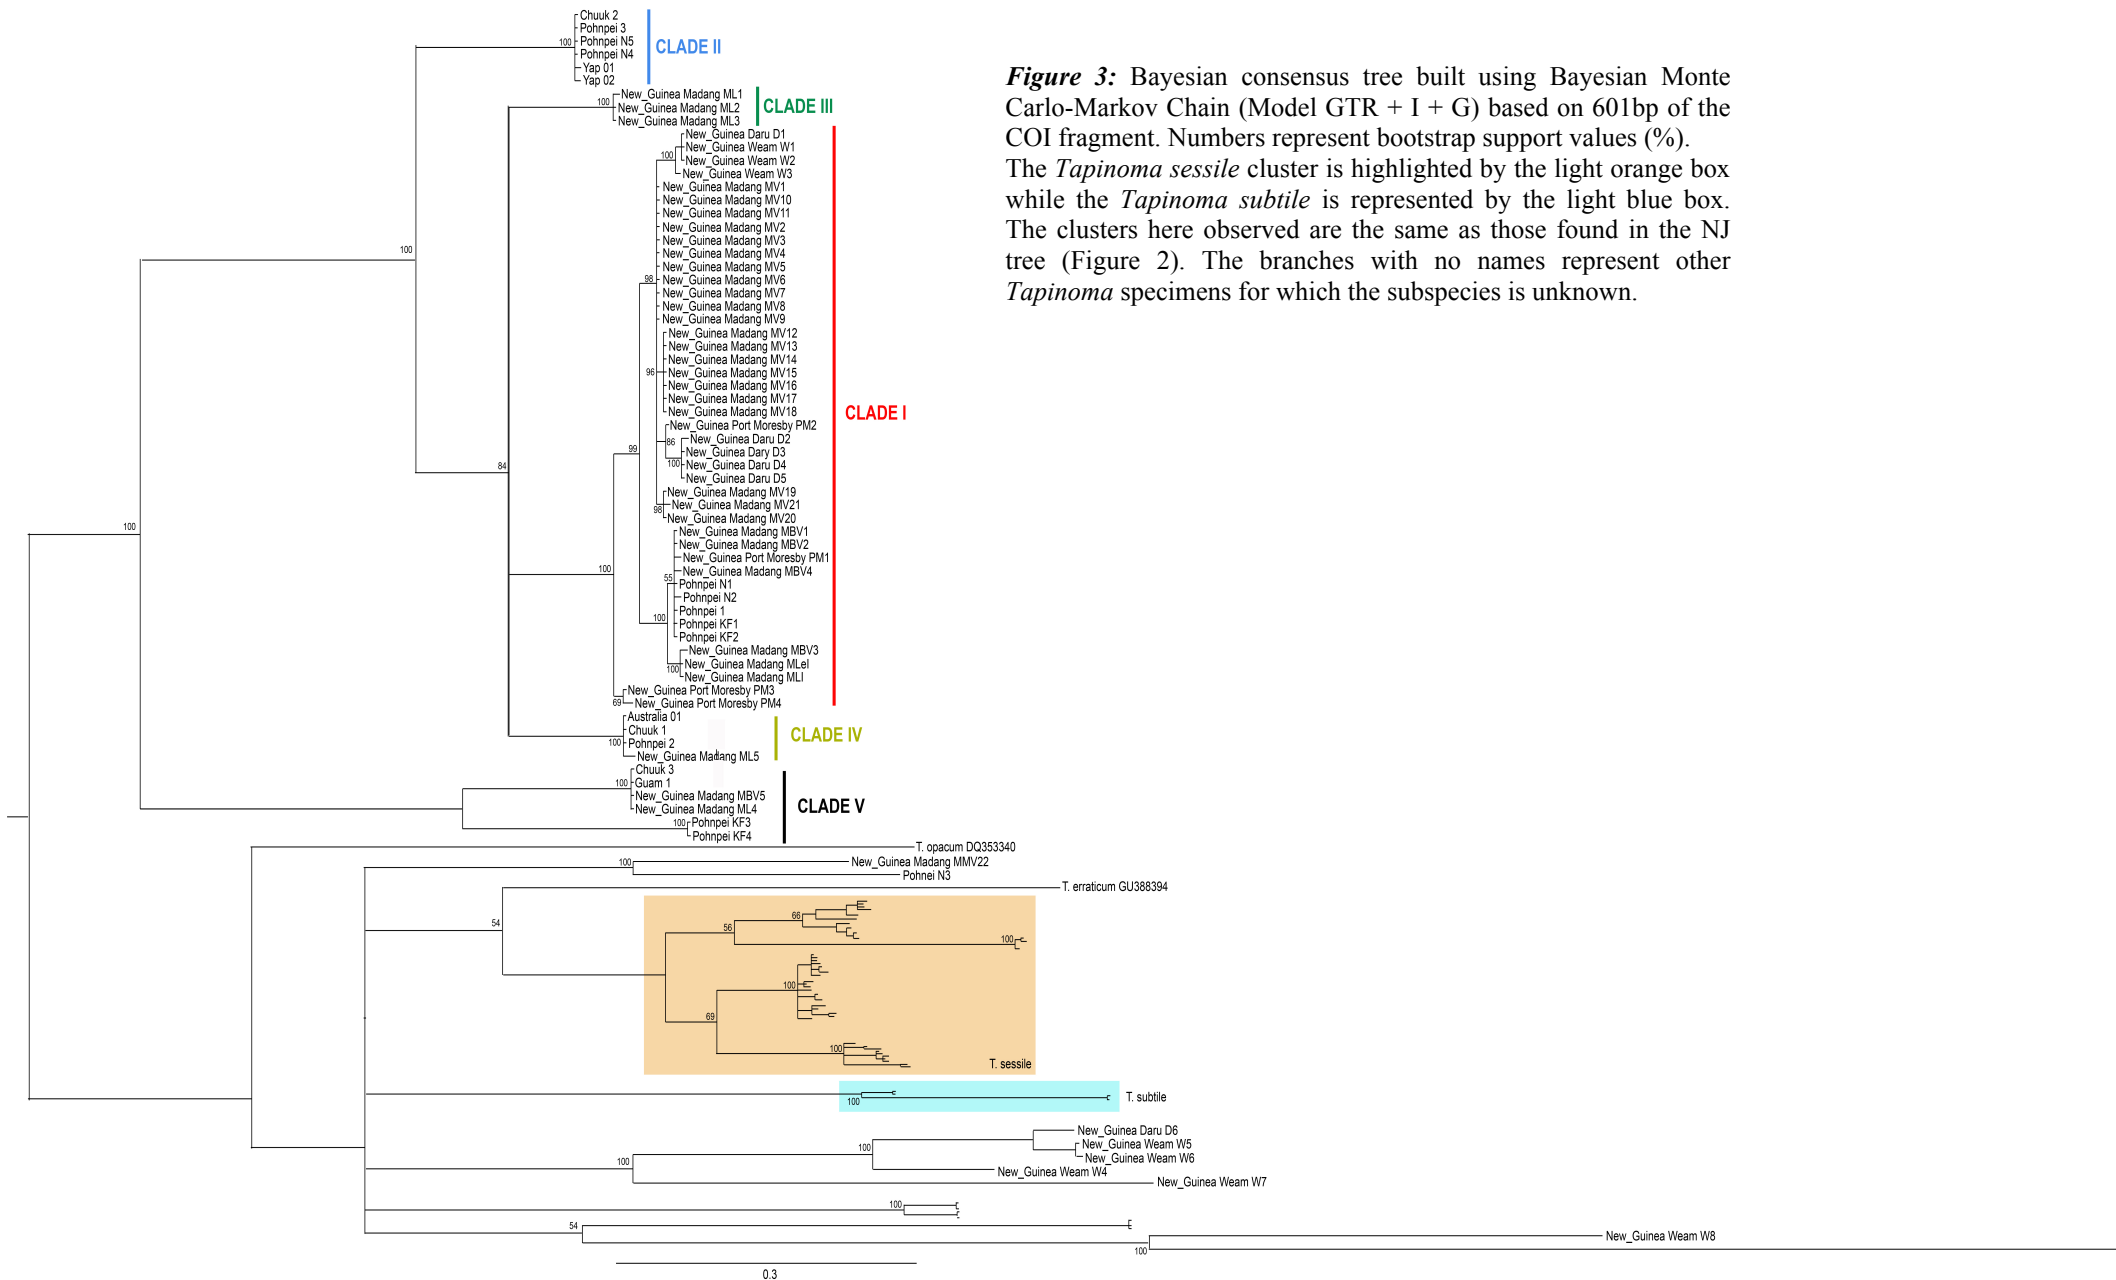 Chuuk 2
Pohnpei 3
Pohnpei N5
Pohnpei N4
Yap 01
Yap 02
100
CLADE II
New_Guinea Madang ML1
New_Guinea Madang ML2
New_Guinea Madang ML3
100
CLADE III
New_Guinea Daru D1
New_Guinea Weam W1
New_Guinea Weam W2
New_Guinea Weam W3
100
New_Guinea Madang MV1
New_Guinea Madang MV10
New_Guinea Madang MV11
New_Guinea Madang MV2
New_Guinea Madang MV3
New_Guinea Madang MV4
New_Guinea Madang MV5
New_Guinea Madang MV6
New_Guinea Madang MV7
New_Guinea Madang MV8
New_Guinea Madang MV9
98
New_Guinea Madang MV12
New_Guinea Madang MV13
New_Guinea Madang MV14
New_Guinea Madang MV15
New_Guinea Madang MV16
New_Guinea Madang MV17
New_Guinea Madang MV18
96
CLADE I
New_Guinea Port Moresby PM2
New_Guinea Daru D2
New_Guinea Dary D3
New_Guinea Daru D4
New_Guinea Daru D5
86
100
99
84
100
100
New_Guinea Madang MV19
New_Guinea Madang MV21
New_Guinea Madang MV20
98
New_Guinea Madang MBV1
New_Guinea Madang MBV2
New_Guinea Port Moresby PM1
New_Guinea Madang MBV4
Pohnpei N1
Pohnpei N2
Pohnpei 1
Pohnpei KF1
Pohnpei KF2
55
100
100
New_Guinea Madang MBV3
New_Guinea Madang MLeI
New_Guinea Madang MLI
100
New_Guinea Port Moresby PM3
New_Guinea Port Moresby PM4
69
Australia 01
Chuuk 1
Pohnpei 2
New_Guinea Madang ML5
100
CLADE IV
Chuuk 3
Guam 1
New_Guinea Madang MBV5
New_Guinea Madang ML4
100
Pohnpei KF3
Pohnpei KF4
100
CLADE V
T. opacum DQ353340
New_Guinea Madang MMV22
Pohnei N3
100
T. erraticum GU388394
54
66
56
100
100
69
100
T. sessile
100
T. subtile
New_Guinea Daru D6
New_Guinea Weam W5
New_Guinea Weam W6
New_Guinea Weam W4
New_Guinea Weam W7
100
100
100
54
New_Guinea Weam W8
100
0.3
Figure 3: Bayesian consensus tree built using Bayesian Monte
Carlo-Markov Chain (Model GTR + I + G) based on 601bp of the
COI fragment. Numbers represent bootstrap support values (%).
The Tapinoma sessile cluster is highlighted by the light orange box
while the Tapinoma subtile is represented by the light blue box.
The clusters here observed are the same as those found in the NJ
tree (Figure 2). The branches with no names represent other
Tapinoma specimens for which the subspecies is unknown.